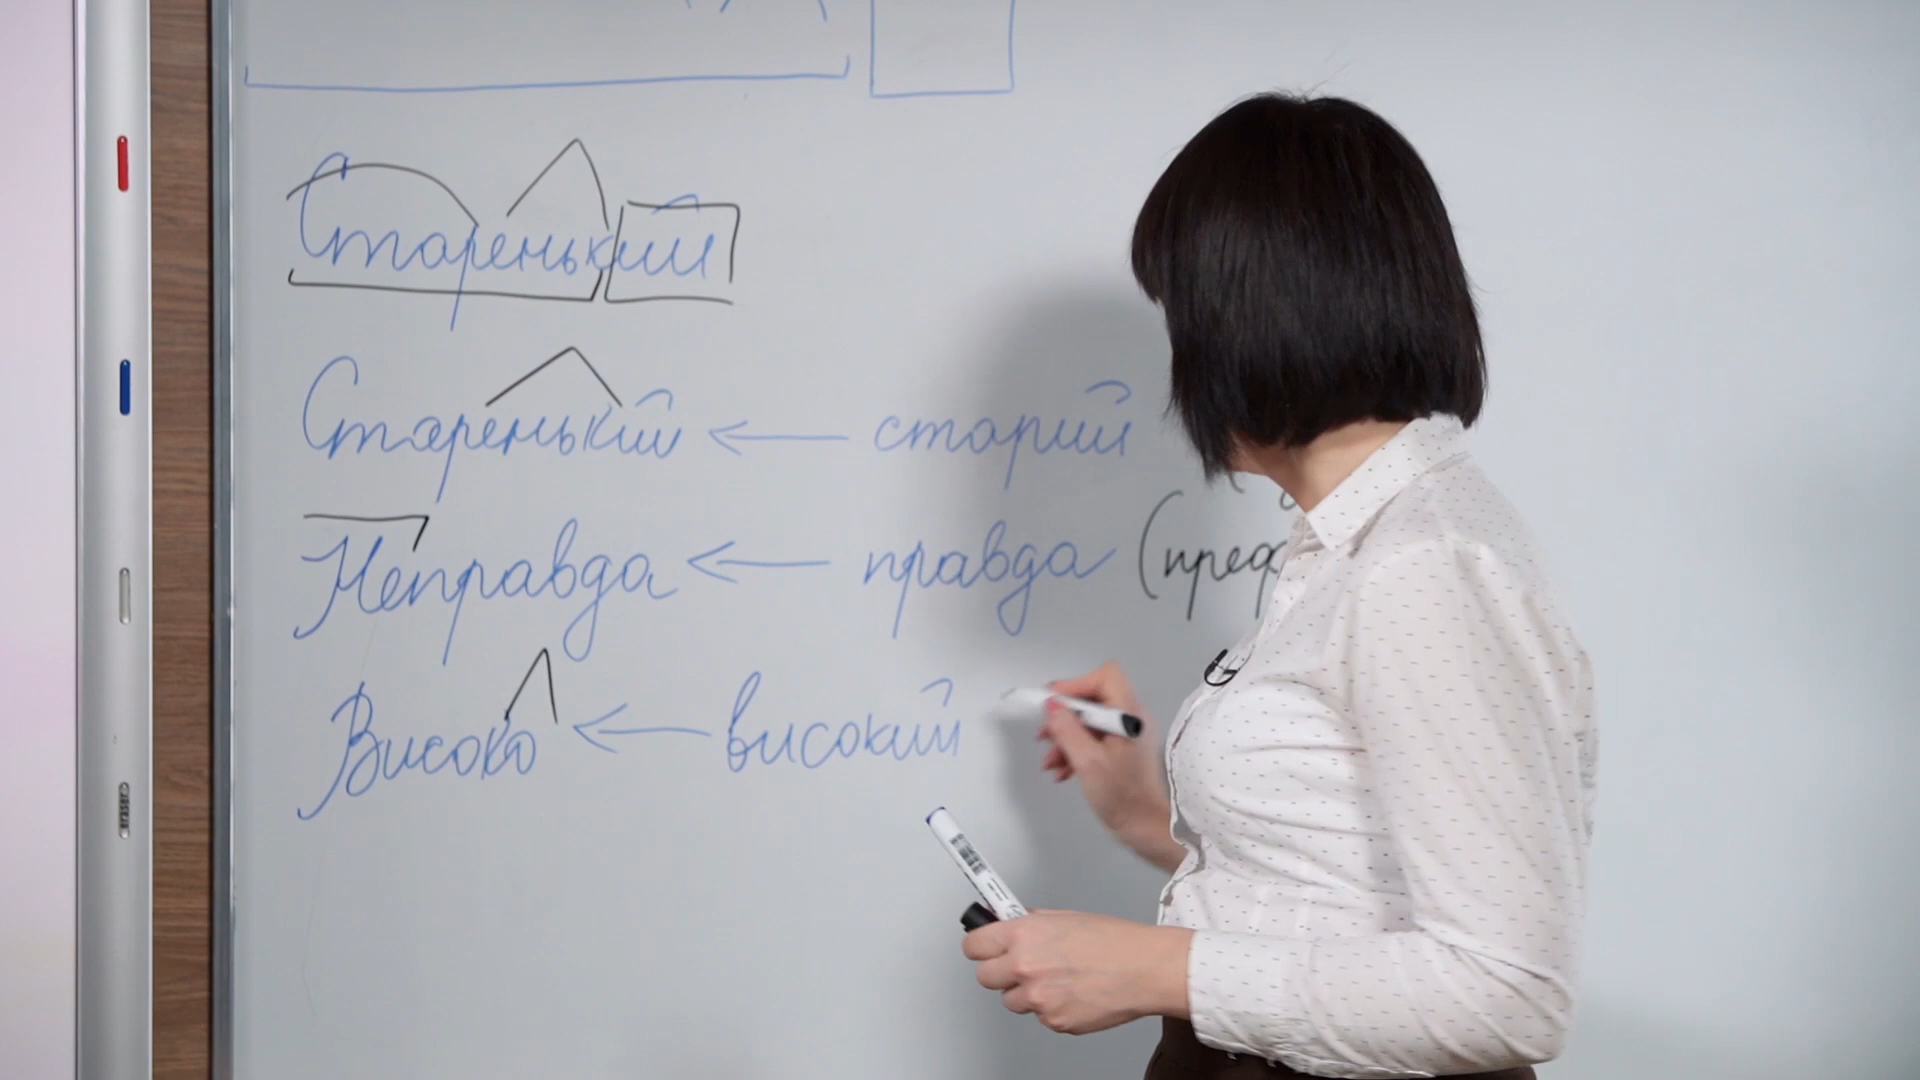 Старенький
Старенький ← старий
Неправда ← правда (преф
Високо ← високий